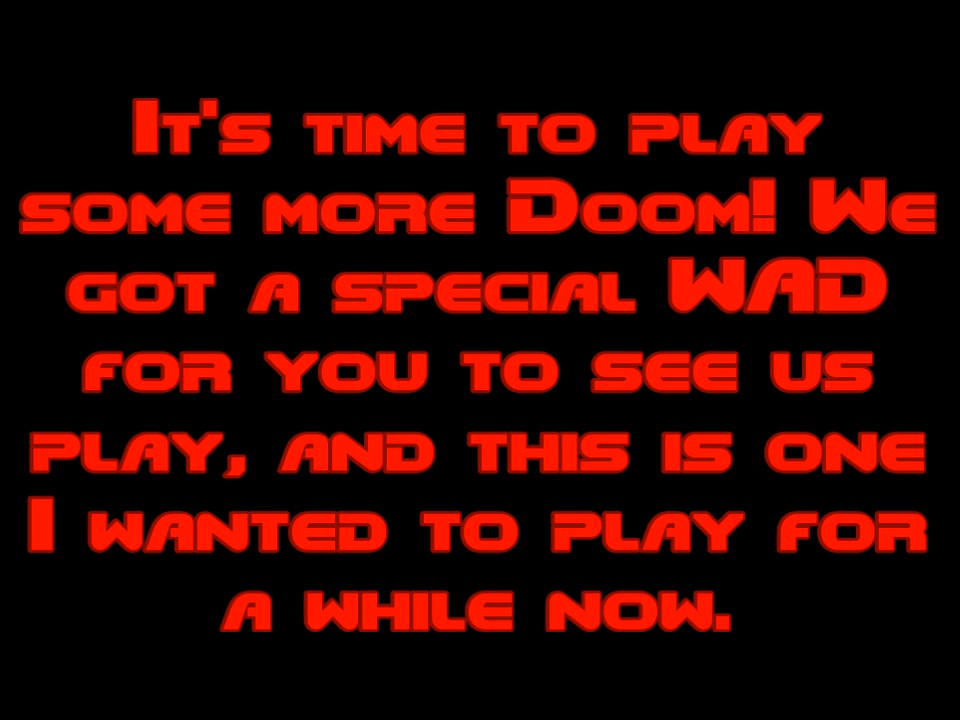 It's time to play
some more Doom! We
got a special WAD
for you to see us
play, and this is one
I wanted to play for
a while now.